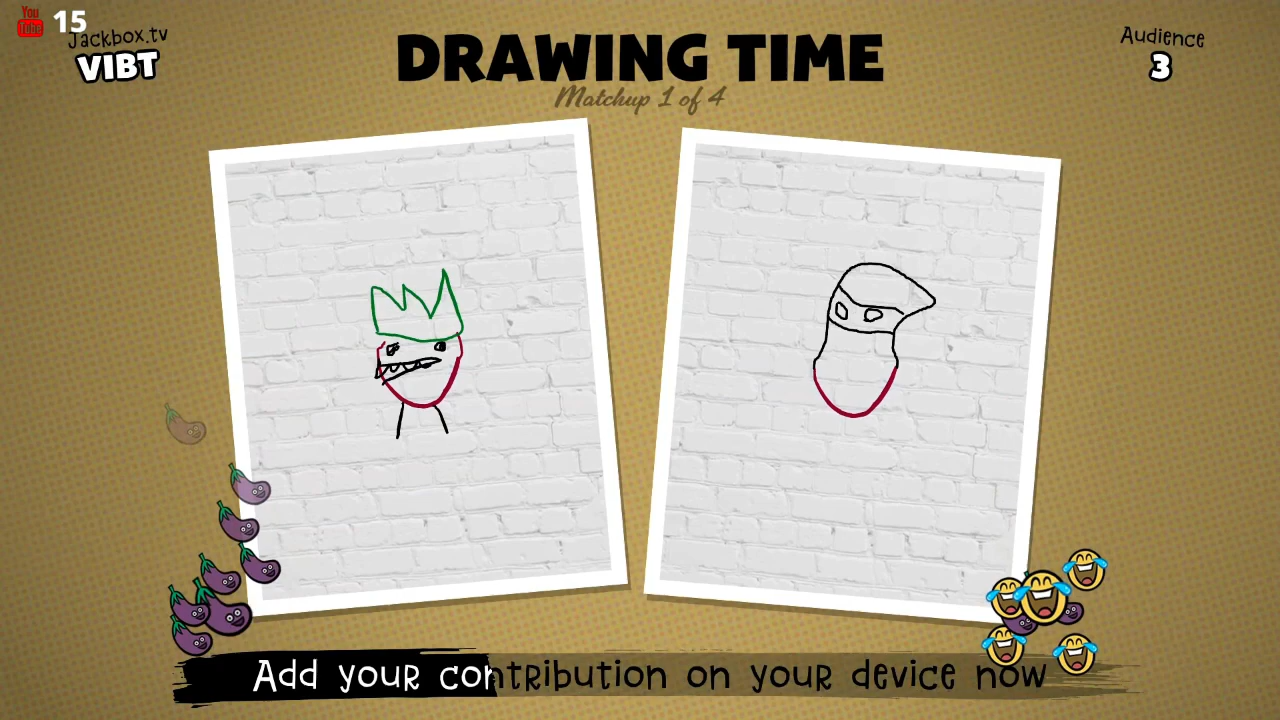 You
Tube
15
Jackbox.tv
VIBT
DRAWING TIME
Matchup 1 of 4
Audience
3
Add your contribution on your device now